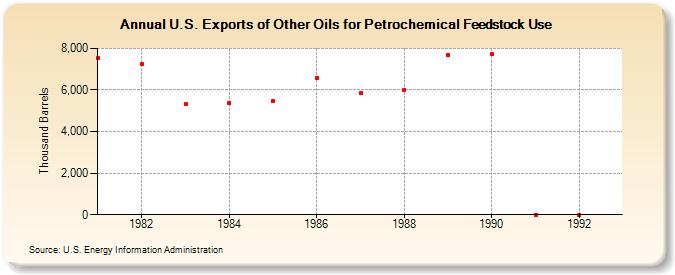 Annual U.S. Exports of Other Oils for Petrochemical Feedstock Use
Thousand Barrels
8,000
6,000
4,000
2,000
0
1982 1984 1986 1988 1990 1992
Source: U.S. Energy Information Administration